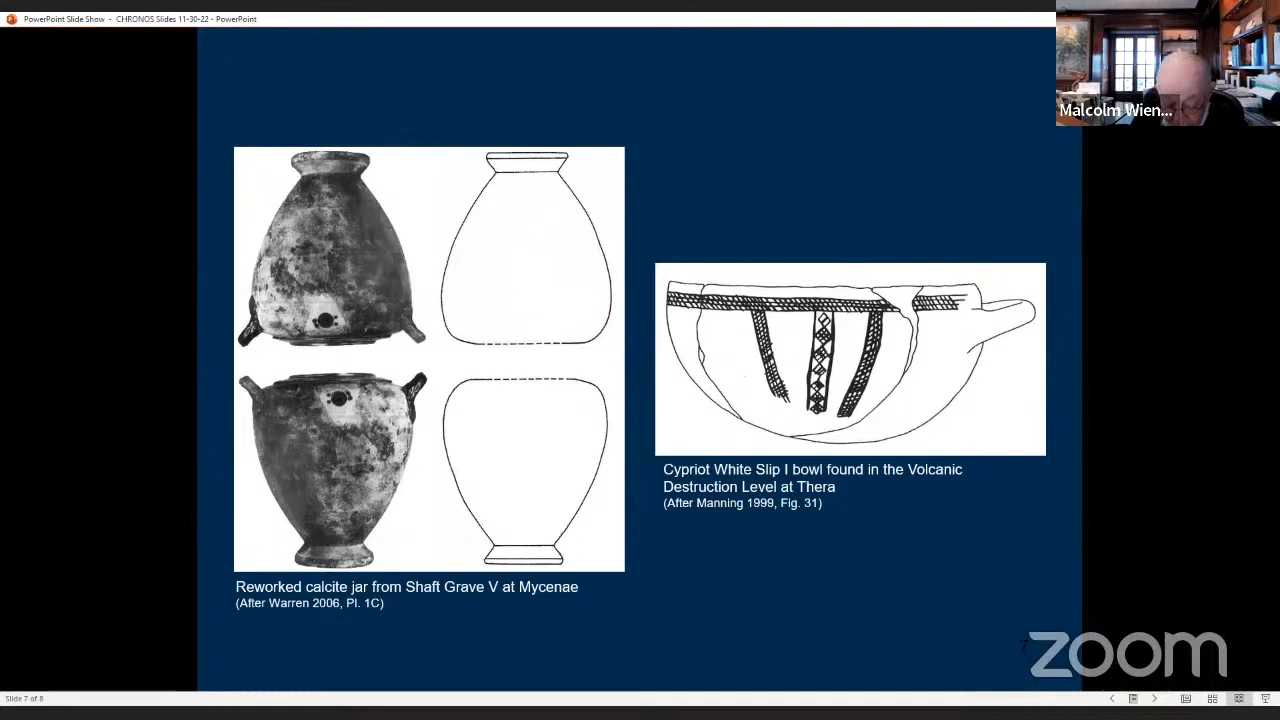 PowerPoint Slide Show - CHRONOS Slides 11-30-22 - PowerPoint
Malcolm Wien...
Cypriot White Slip I bowl found in the Volcanic
Destruction Level at Thera
(After Manning 1999, Fig. 31)
Reworked calcite jar from Shaft Grave V at Mycenae
(After Warren 2006, Pl. 1C)
7
zoom
Slide 7 of 8